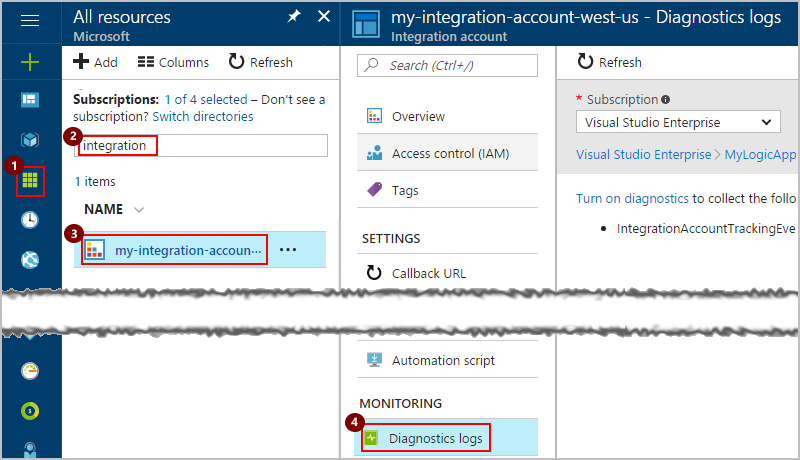 All resources
Microsoft
Add
Columns
Refresh
Subscriptions: 1 of 4 selected – Don't see a
subscription? Switch directories
2
integration
1
1 items
NAME
3
my-integration-accoun...
my-integration-account-west-us - Diagnostics logs
Integration account
Search (Ctrl+/)
Overview
Access control (IAM)
Tags
SETTINGS
Callback URL
Automation script
MONITORING
4
Diagnostics logs
Refresh
* Subscription
Visual Studio Enterprise
Visual Studio Enterprise > MyLogicApp
Turn on diagnostics to collect the follo
• IntegrationAccountTrackingEve